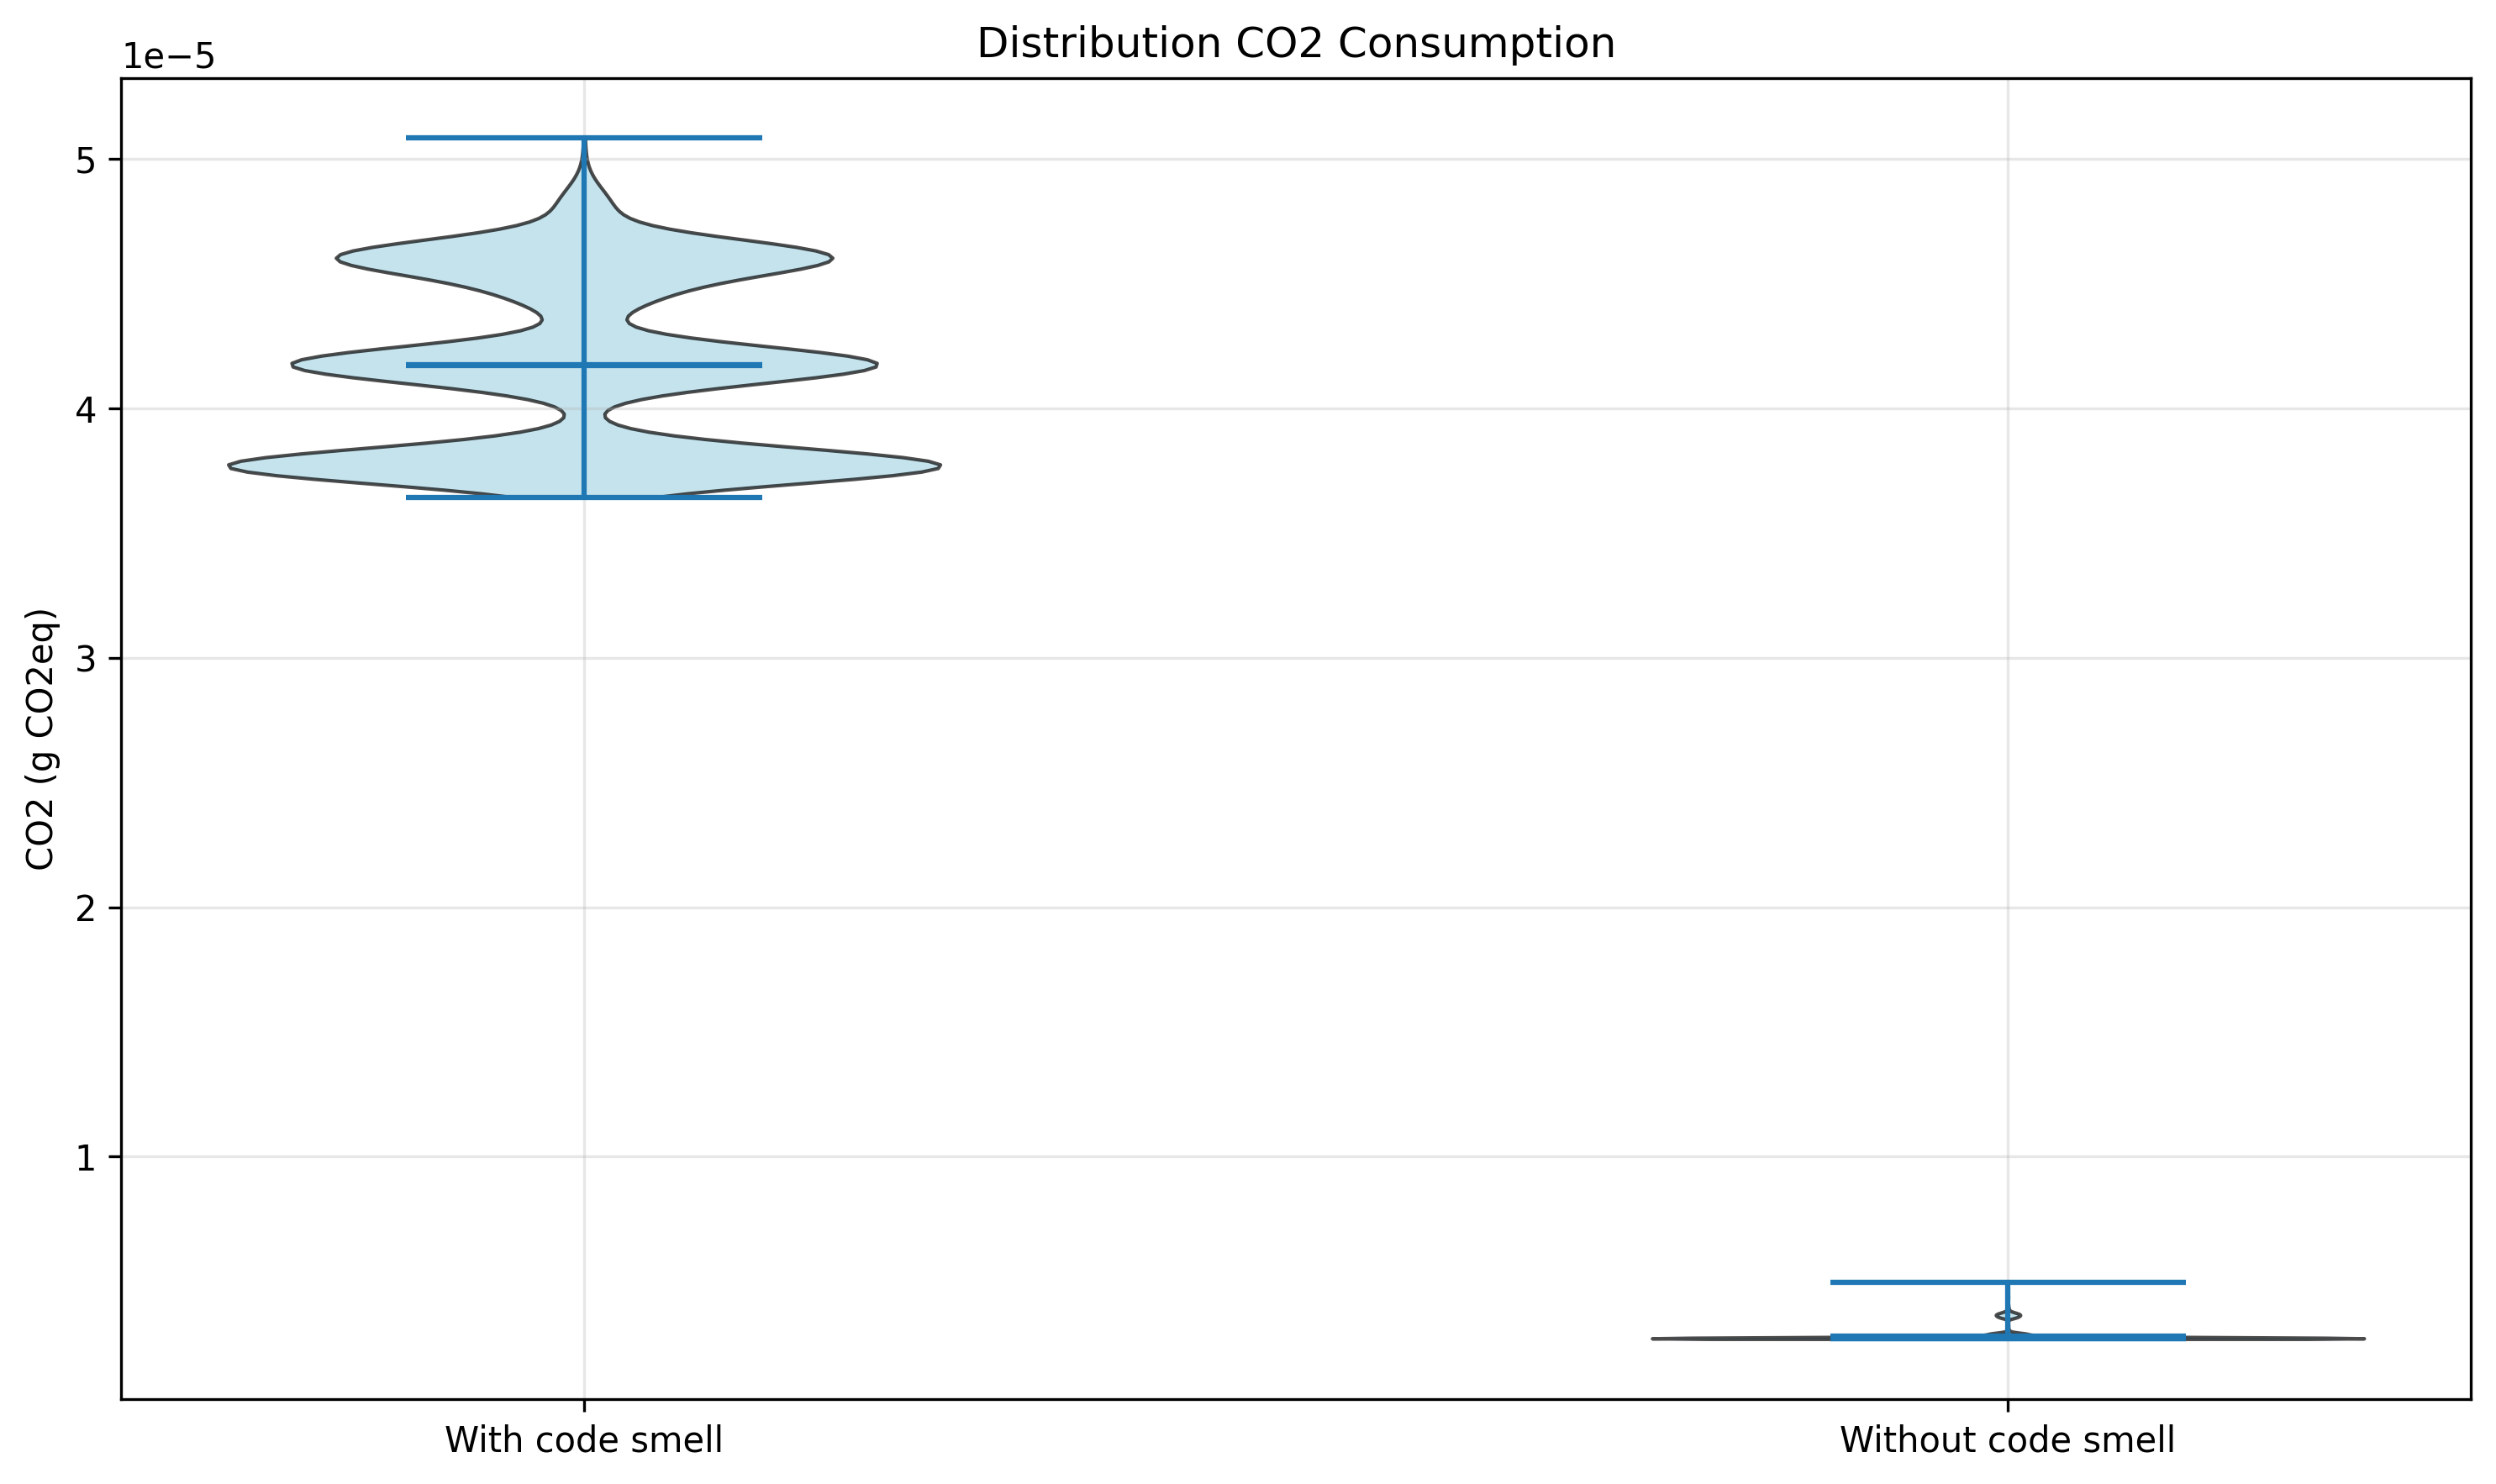 Distribution CO2 Consumption
1e−5
5
4
3
2
1
CO2 (g CO2eq)
With code smell
Without code smell